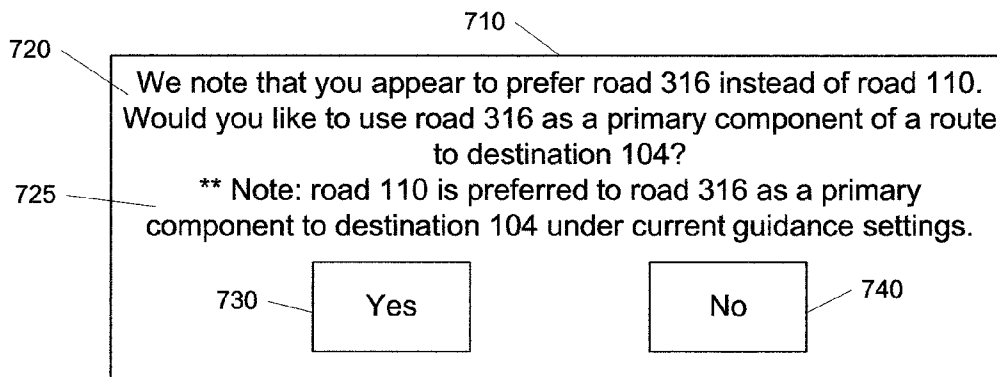 710
720
We note that you appear to prefer road 316 instead of road 110.
Would you like to use road 316 as a primary component of a route
to destination 104?
725
** Note: road 110 is preferred to road 316 as a primary
component to destination 104 under current guidance settings.
730
Yes
No
740